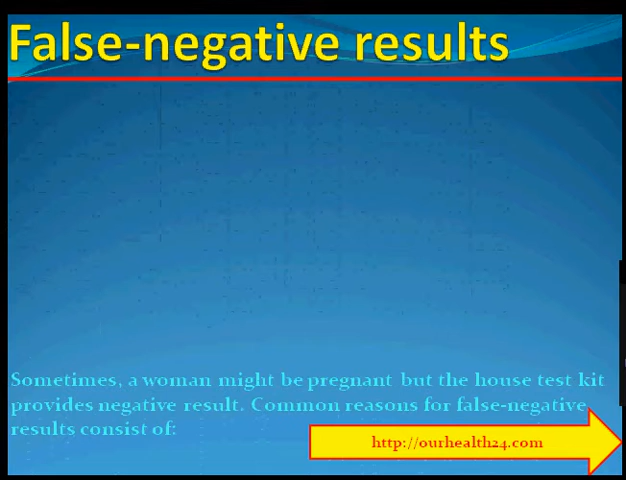 False-negative results
Sometimes, a woman might be pregnant but the house test kit
provides negative result. Common reasons for false-negative
results consist of:
http://ourhealth24.com